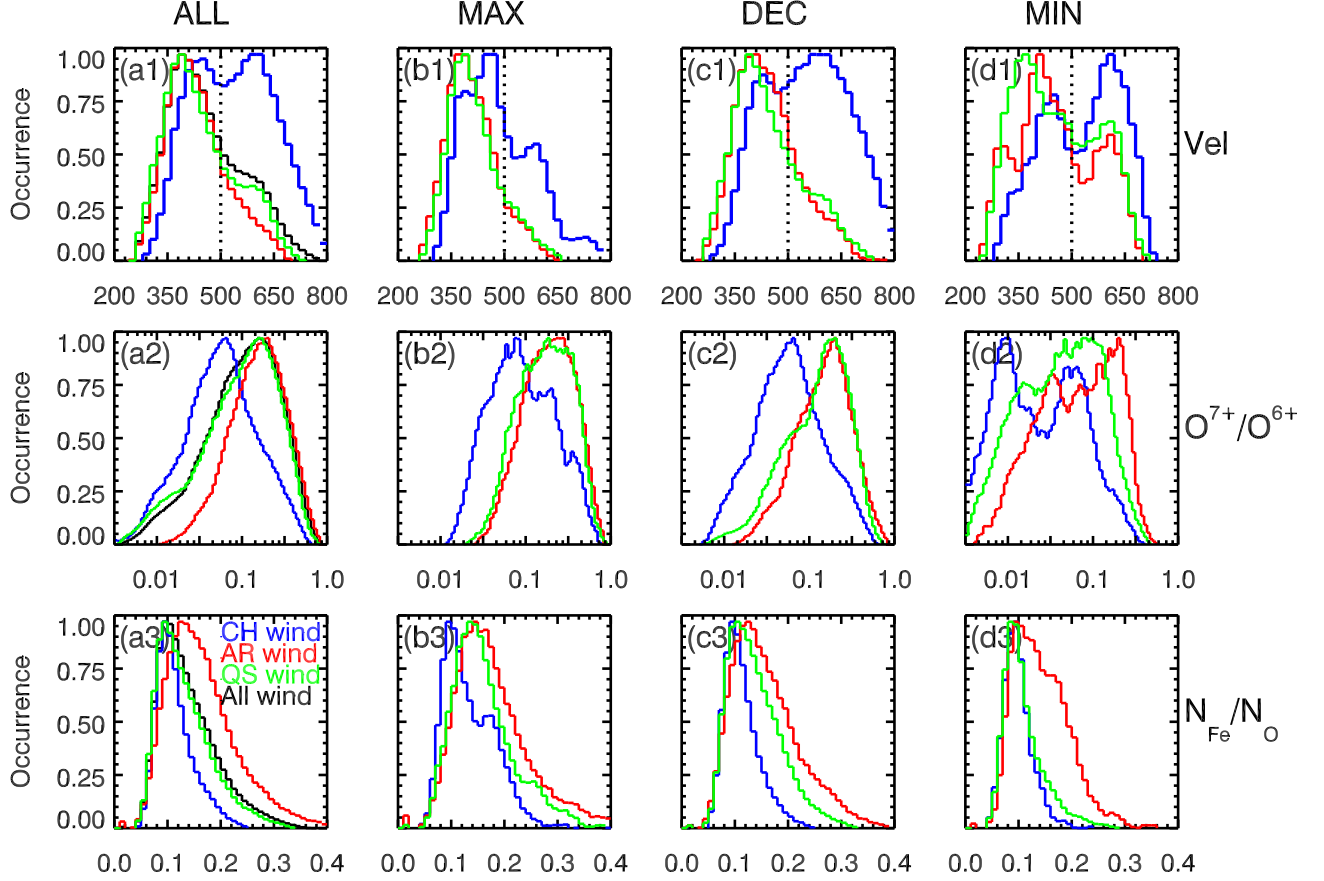 ALL MAX DEC MIN
Occurrence 1.00 0.75 0.50 0.25 0.00 (a1) (b1) (c1) (d1) Vel
200 350 500 650 800 200 350 500 650 800 200 350 500 650 800 200 350 500 650 800
Occurrence 1.00 0.75 0.50 0.25 0.00 (a2) (b2) (c2) (d2) O7+/O6+
0.01 0.1 1.0 0.01 0.1 1.0 0.01 0.1 1.0 0.01 0.1 1.0
Occurrence 1.00 0.75 0.50 0.25 0.00 (a3) (b3) (c3) (d3) NFe/NO
CH wind
AR wind
QS wind
All wind
0.0 0.1 0.2 0.3 0.4 0.0 0.1 0.2 0.3 0.4 0.0 0.1 0.2 0.3 0.4 0.0 0.1 0.2 0.3 0.4